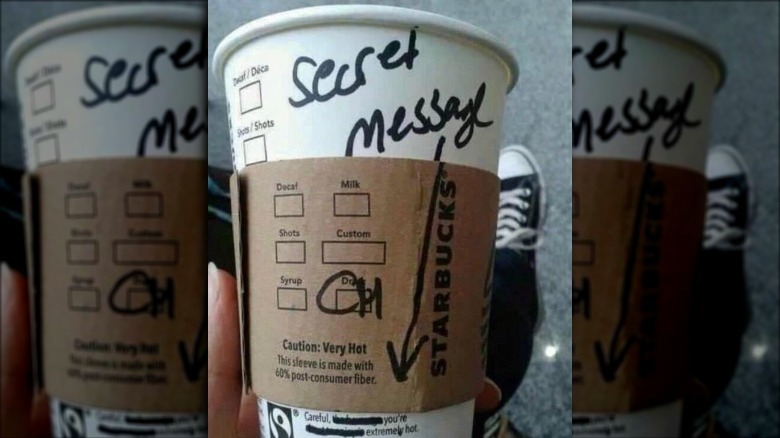 secret
message
Decaf / Déca
Shots / Shots
Decaf Milk
Shots Custom
Syrup
CH
STARBUCKS
Caution: Very Hot
This sleeve is made with
60% post-consumer fiber.
Careful, you're
extremely hot.